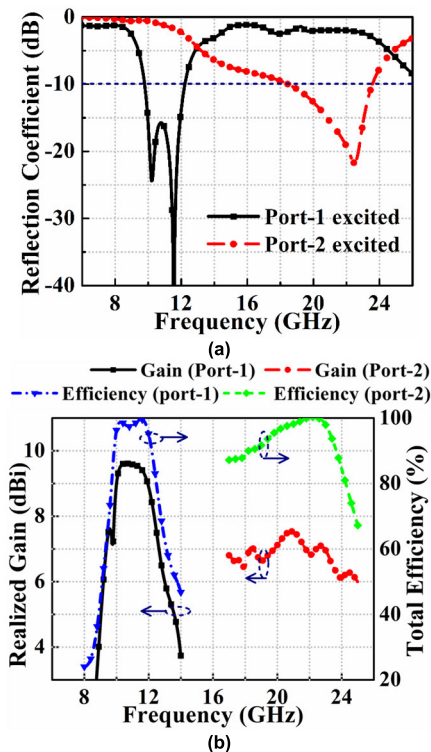 0
-10
-20
-30
-40
Reflection Coefficient (dB)
Port-1 excited
Port-2 excited
8 12 16 20 24
Frequency (GHz)
(a)
Gain (Port-1) Gain (Port-2)
Efficiency (port-1) Efficiency (port-2)
10
8
6
4
Realized Gain (dBi)
100
80
60
40
20
Total Efficiency (%)
8 12 16 20 24
Frequency (GHz)
(b)